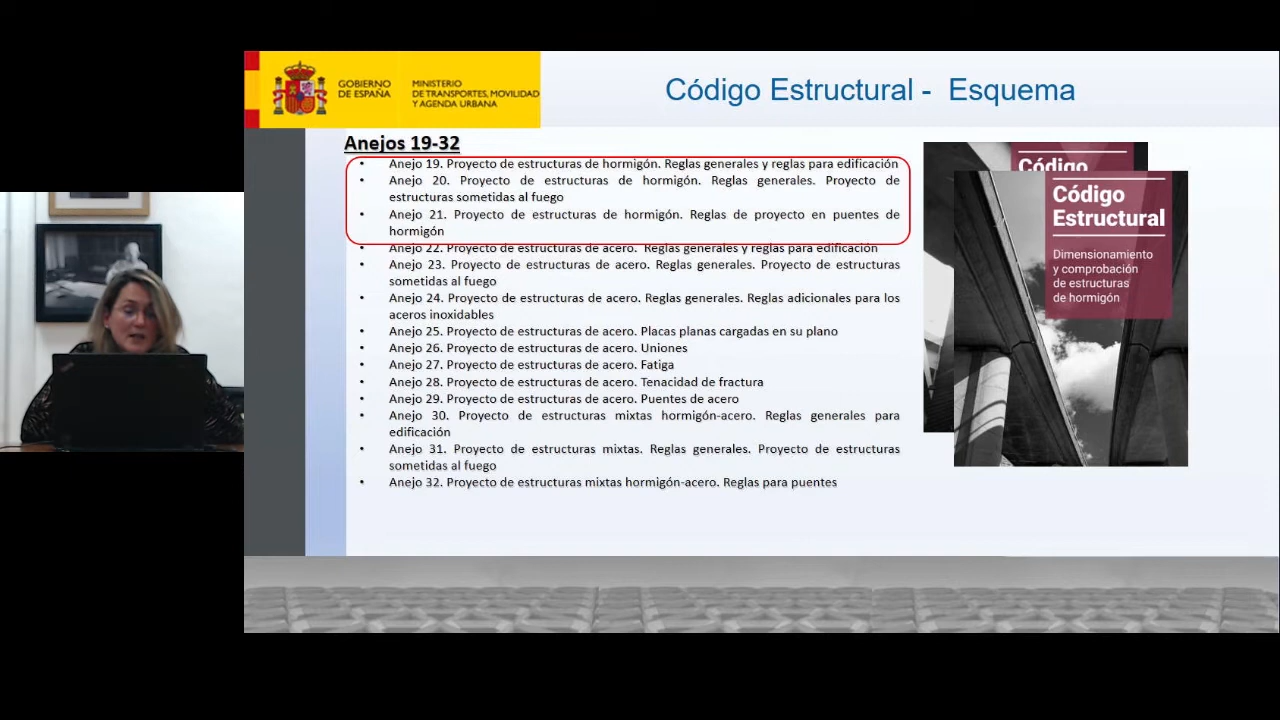 GOBIERNO
DE ESPAÑA
MINISTERIO
DE TRANSPORTES, MOVILIDAD
Y AGENDA URBANA
Código Estructural - Esquema
Anejos 19-32
• Anejo 19. Proyecto de estructuras de hormigón. Reglas generales y reglas para edificación
• Anejo 20. Proyecto de estructuras de hormigón. Reglas generales. Proyecto de
estructuras sometidas al fuego
• Anejo 21. Proyecto de estructuras de hormigón. Reglas de proyecto en puentes de
hormigón
• Anejo 22. Proyecto de estructuras de acero. Reglas generales y reglas para edificación
• Anejo 23. Proyecto de estructuras de acero. Reglas generales. Proyecto de estructuras
sometidas al fuego
• Anejo 24. Proyecto de estructuras de acero. Reglas generales. Reglas adicionales para los
aceros inoxidables
• Anejo 25. Proyecto de estructuras de acero. Placas planas cargadas en su plano
• Anejo 26. Proyecto de estructuras de acero. Uniones
• Anejo 27. Proyecto de estructuras de acero. Fatiga
• Anejo 28. Proyecto de estructuras de acero. Tenacidad de fractura
• Anejo 29. Proyecto de estructuras de acero. Puentes de acero
• Anejo 30. Proyecto de estructuras mixtas hormigón-acero. Reglas generales para
edificación
• Anejo 31. Proyecto de estructuras mixtas. Reglas generales. Proyecto de estructuras
sometidas al fuego
• Anejo 32. Proyecto de estructuras mixtas hormigón-acero. Reglas para puentes
Código
Código
Estructural
Dimensionamiento
y comprobación
de estructuras
de hormigón